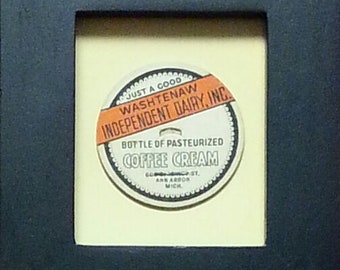 JUST A GOOD
WASHTENAW
INDEPENDENT DAIRY, INC.
BOTTLE OF PASTEURIZED
COFFEE CREAM
ST.
ANN ARBOR
MICH.